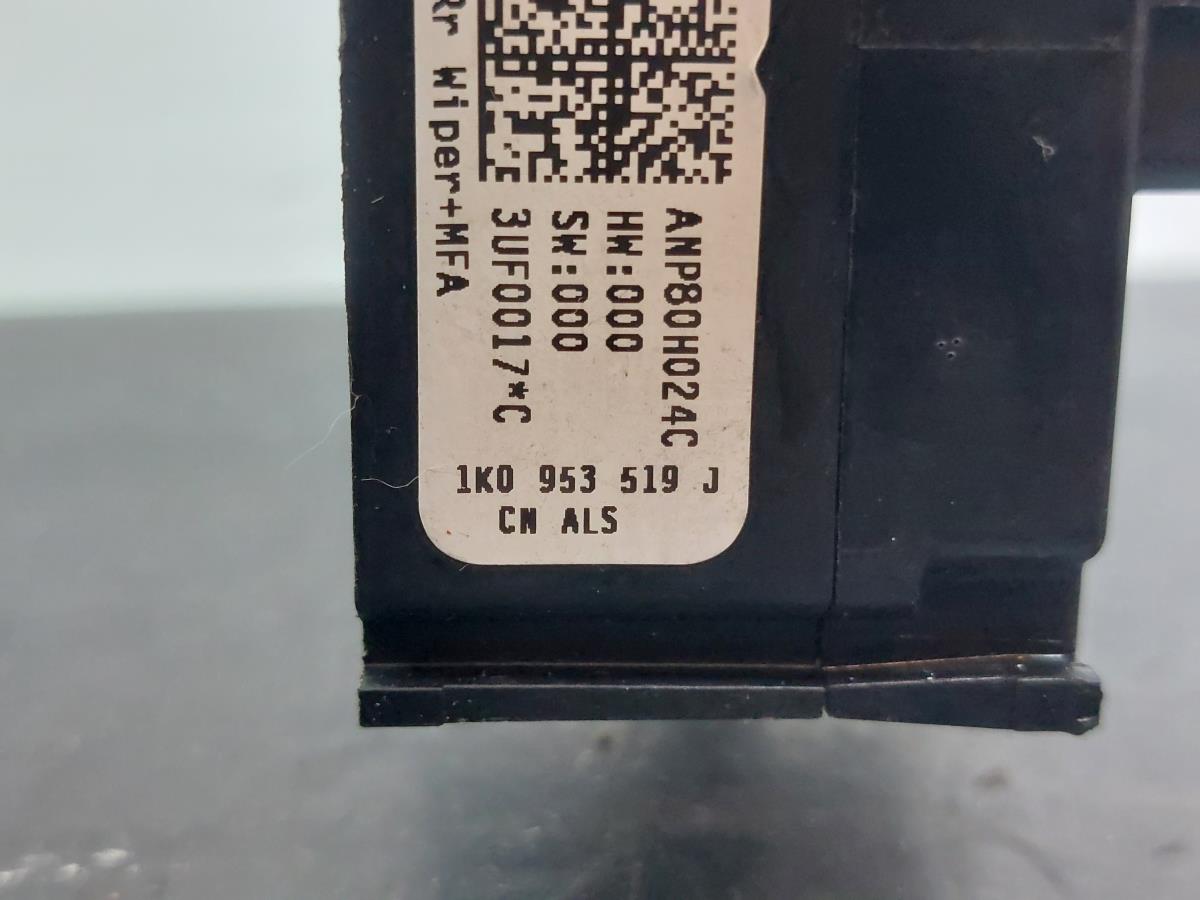 Rr Wiper+MFA
ANP80H024C
HW:000
SW:000
3UF0017*C
1K0 953 519 J
CN ALS